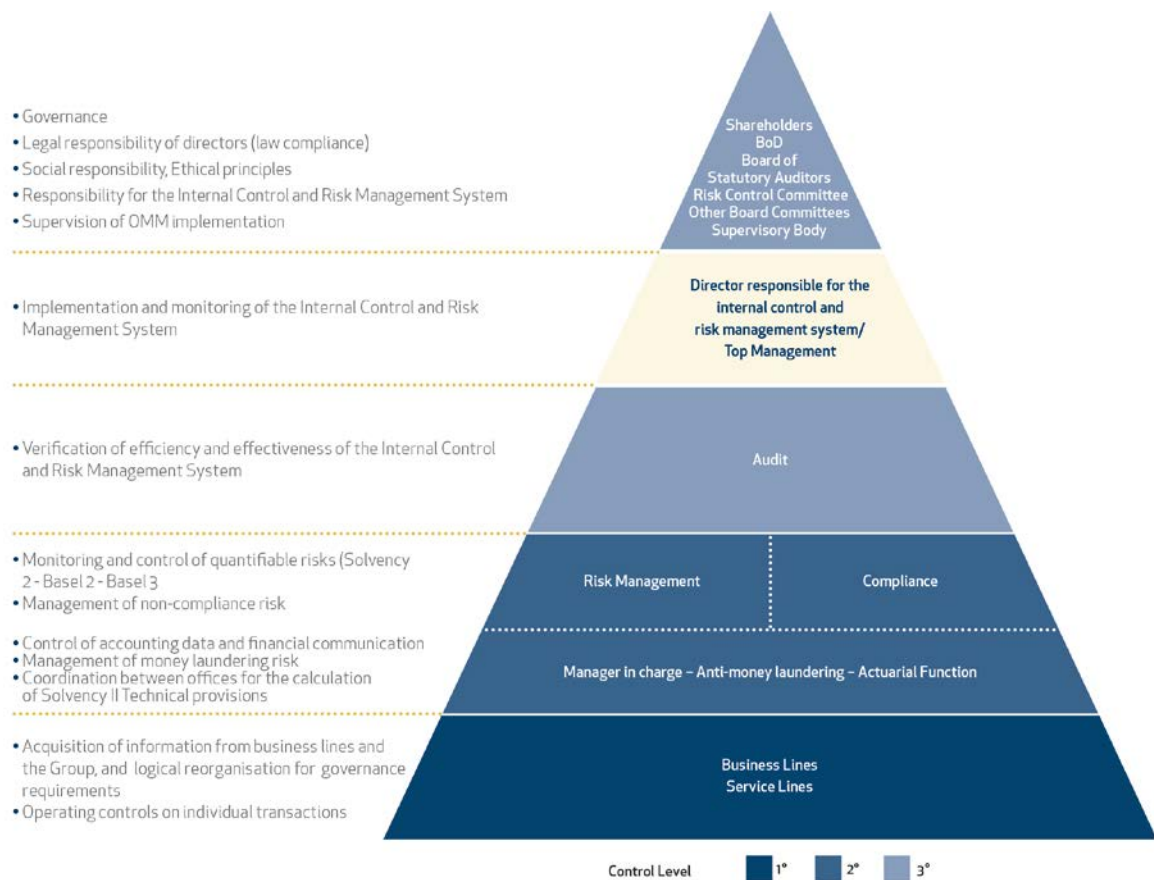 • Governance
• Legal responsibility of directors (law compliance)
• Social responsibility, Ethical principles
• Responsibility for the Internal Control and Risk Management System
• Supervision of OMM implementation
Shareholders
BoD
Board of
Statutory Auditors
Risk Control Committee
Other Board Committees
Supervisory Body
• Implementation and monitoring of the Internal Control and Risk
Management System
Director responsible for the
internal control and
risk management system/
Top Management
• Verification of efficiency and effectiveness of the Internal Control
and Risk Management System
Audit
• Monitoring and control of quantifiable risks (Solvency
2 - Basel 2 - Basel 3
• Management of non-compliance risk
Risk Management
Compliance
• Control of accounting data and financial communication
• Management of money laundering risk
• Coordination between offices for the calculation
of Solvency II Technical provisions
Manager in charge – Anti-money laundering – Actuarial Function
• Acquisition of information from business lines and
the Group, and logical reorganisation for governance
requirements
• Operating controls on individual transactions
Business Lines
Service Lines
Control Level 1° 2° 3°